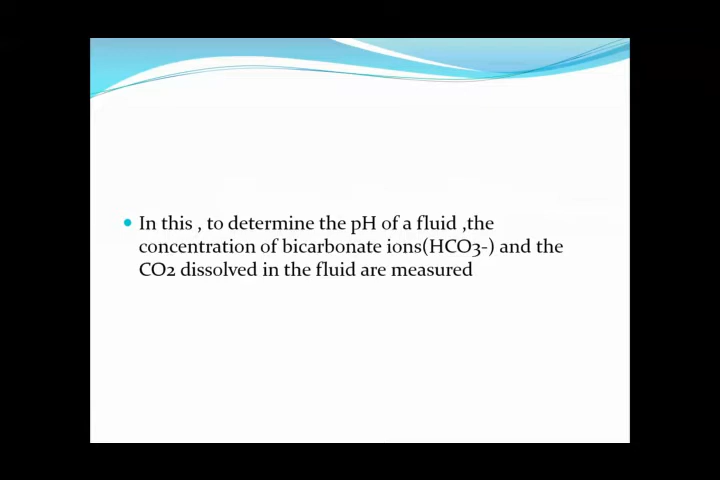 In this , to determine the pH of a fluid ,the
concentration of bicarbonate ions(HCO3-) and the
CO2 dissolved in the fluid are measured